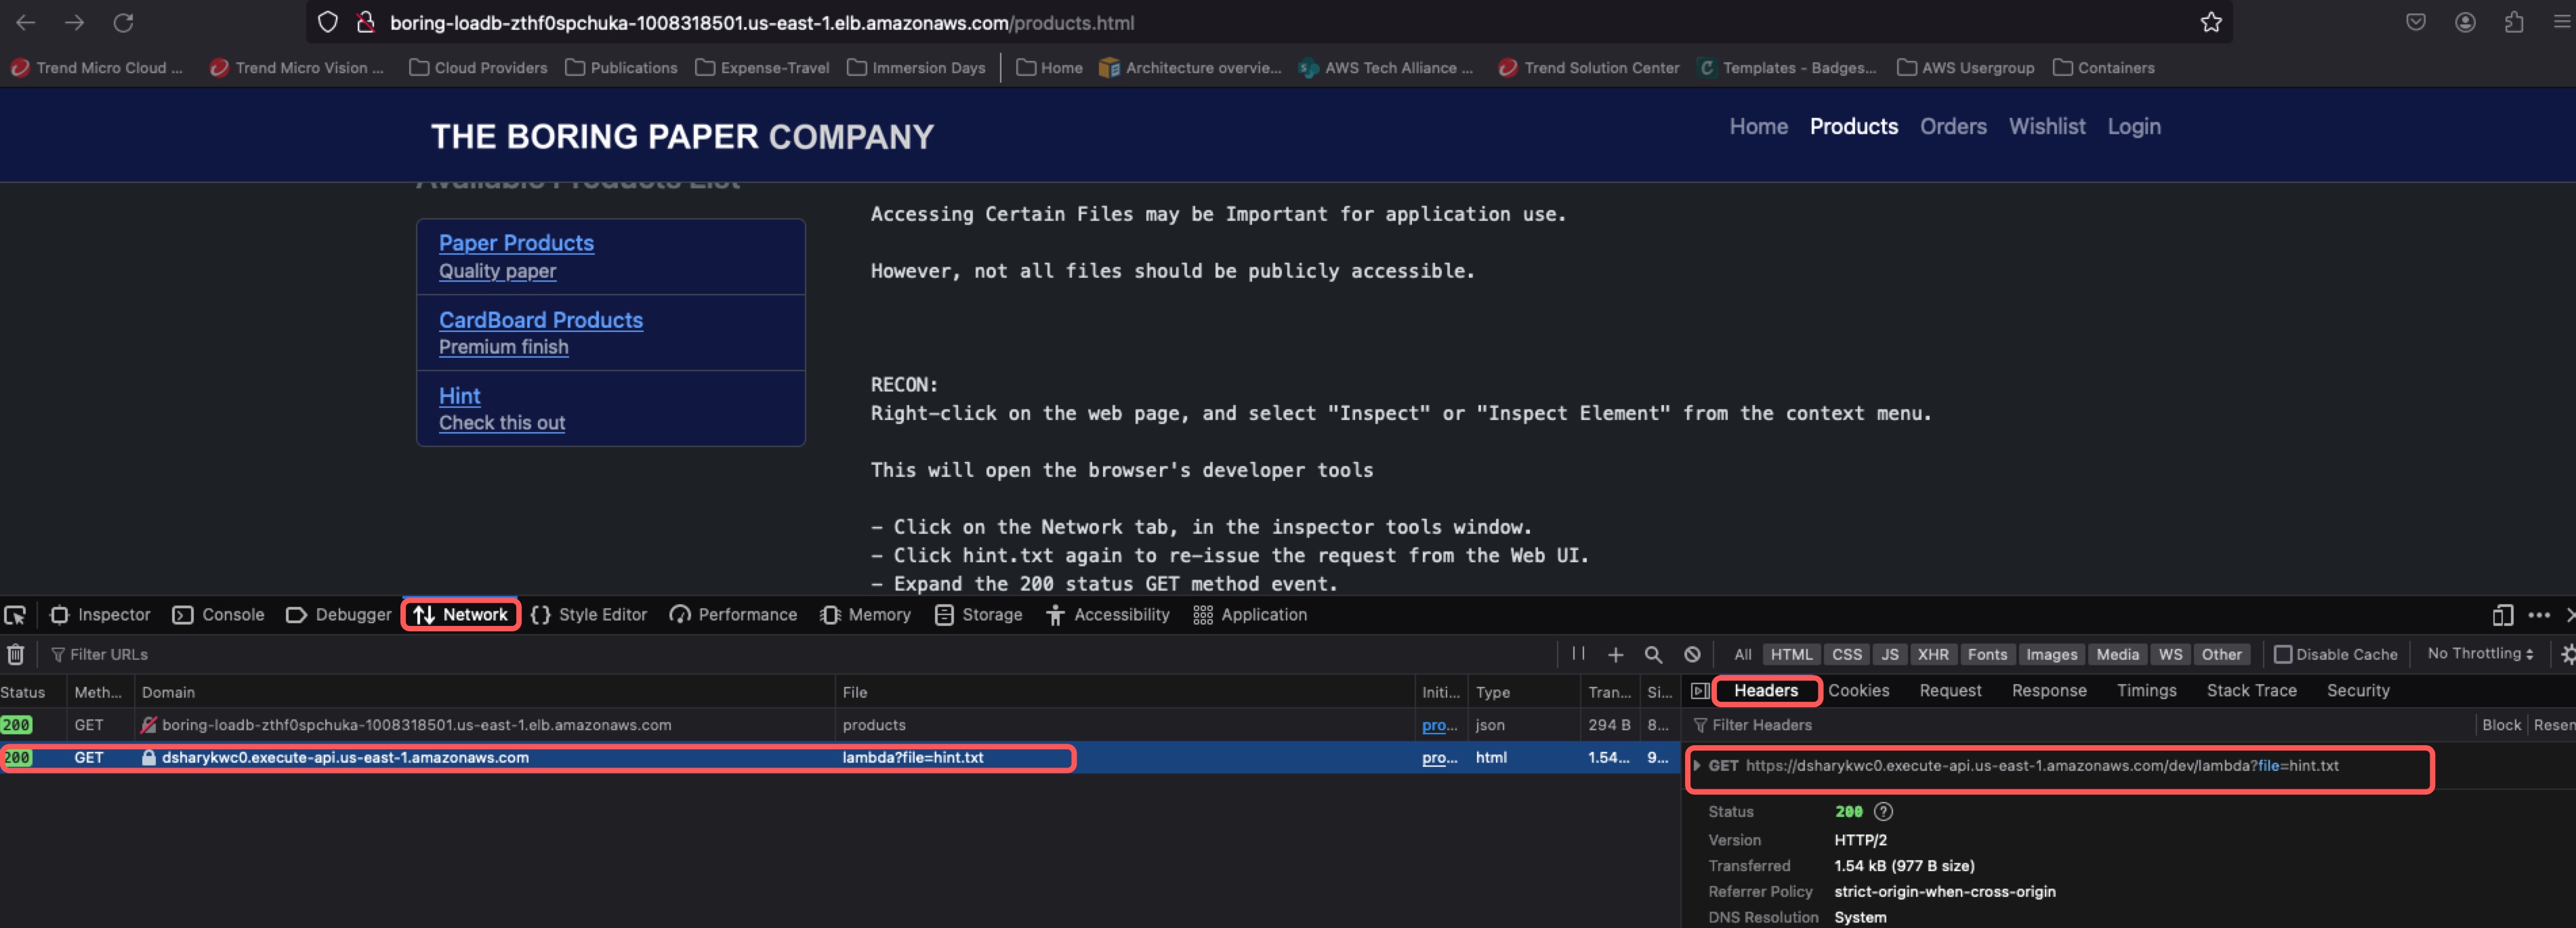 boring-loadb-zthf0spchuka-1008318501.us-east-1.elb.amazonaws.com/products.html
Trend Micro Cloud ... Trend Micro Vision ... Cloud Providers Publications Expense-Travel Immersion Days Home Architecture overvie... AWS Tech Alliance ... Trend Solution Center Templates - Badges... AWS Usergroup Containers
THE BORING PAPER COMPANY
Home Products Orders Wishlist Login
Available Products List
Paper Products
Quality paper
CardBoard Products
Premium finish
Hint
Check this out
Accessing Certain Files may be Important for application use.
However, not all files should be publicly accessible.
RECON:
Right-click on the web page, and select "Inspect" or "Inspect Element" from the context menu.
This will open the browser's developer tools
- Click on the Network tab, in the inspector tools window.
- Click hint.txt again to re-issue the request from the Web UI.
- Expand the 200 status GET method event.
Inspector Console Debugger Network Style Editor Performance Memory Storage Accessibility Application
Filter URLs
All HTML CSS JS XHR Fonts Images Media WS Other Disable Cache No Throttling
Status Meth... Domain File Initi... Type Tran... Si...
200 GET boring-loadb-zthf0spchuka-1008318501.us-east-1.elb.amazonaws.com products pro... json 294 B 8...
200 GET dsharykwc0.execute-api.us-east-1.amazonaws.com lambda?file=hint.txt pro... html 1.54... 9...
Headers Cookies Request Response Timings Stack Trace Security
Filter Headers
Block Resen
GET https://dsharykwc0.execute-api.us-east-1.amazonaws.com/dev/lambda?file=hint.txt
Status 200
Version HTTP/2
Transferred 1.54 kB (977 B size)
Referrer Policy strict-origin-when-cross-origin
DNS Resolution System